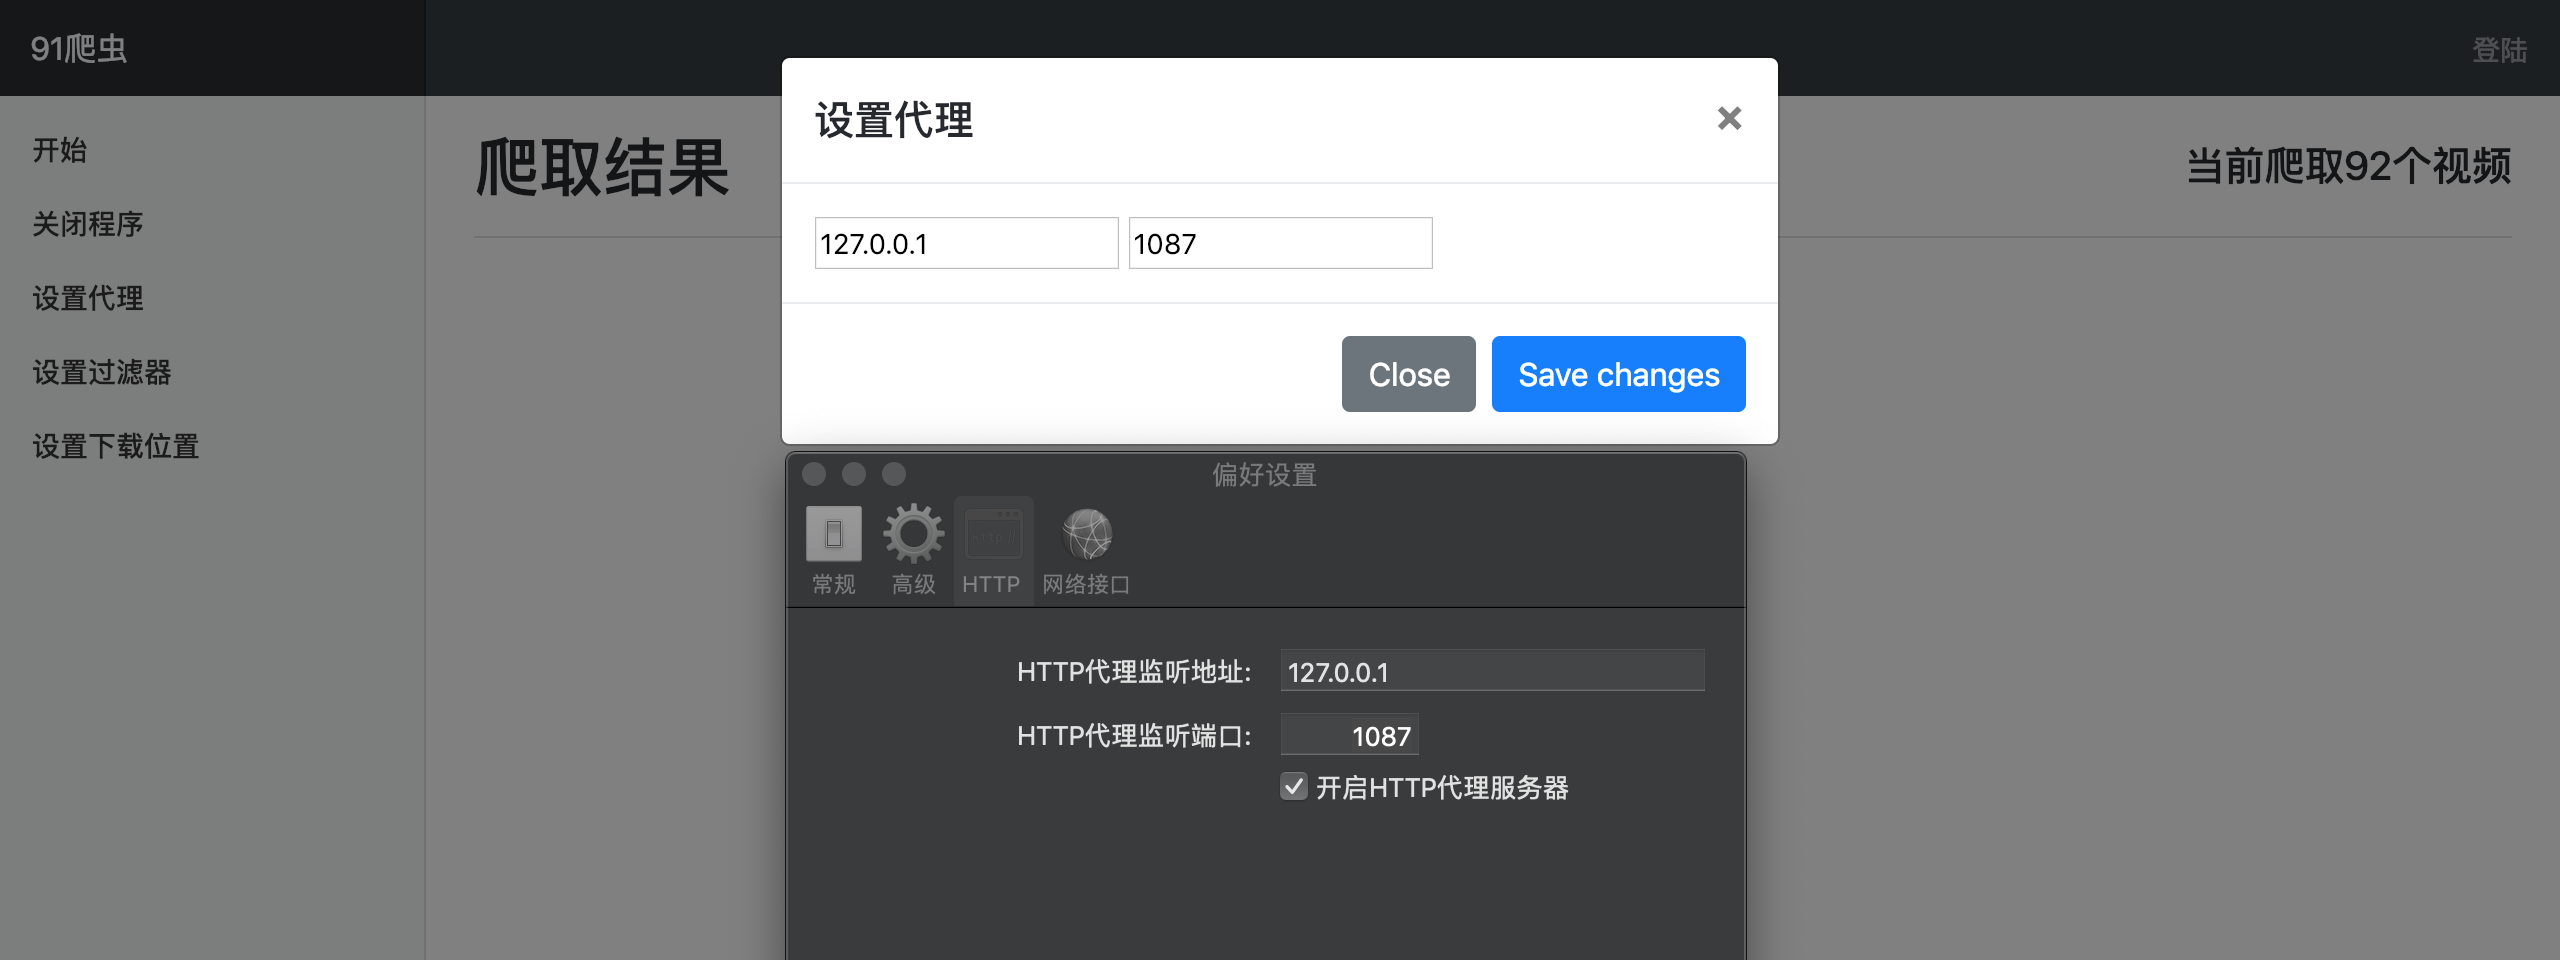 91爬虫
登陆
开始
关闭程序
设置代理
设置过滤器
设置下载位置
爬取结果
当前爬取92个视频
设置代理
×
127.0.0.1 1087
Close Save changes
偏好设置
http://
常规 高级 HTTP 网络接口
HTTP代理监听地址: 127.0.0.1
HTTP代理监听端口: 1087
开启HTTP代理服务器